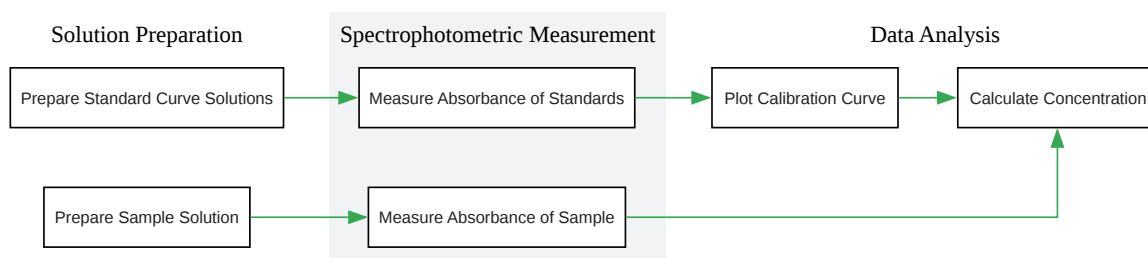 Solution Preparation
Spectrophotometric Measurement
Data Analysis
Prepare Standard Curve Solutions
Measure Absorbance of Standards
Plot Calibration Curve
Calculate Concentration
Prepare Sample Solution
Measure Absorbance of Sample